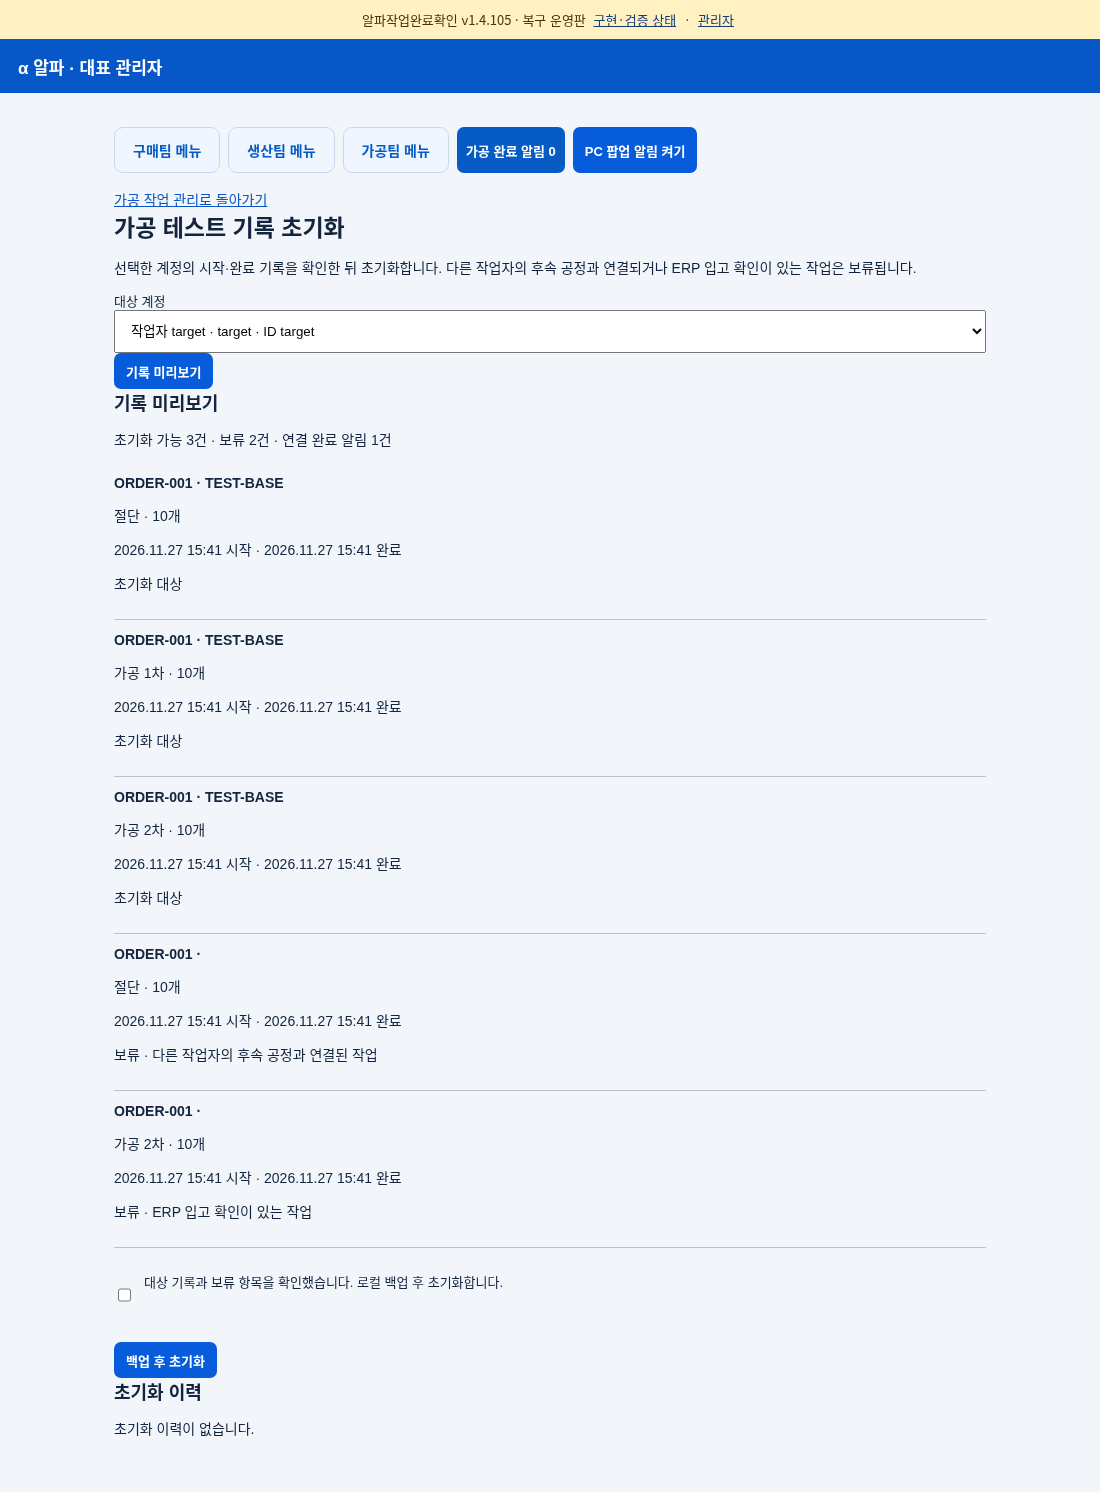 알파작업완료확인 v1.4.105 · 복구 운영판 구현·검증 상태 · 관리자
α 알파 · 대표 관리자
구매팀 메뉴 생산팀 메뉴 가공팀 메뉴 가공 완료 알림 0 PC 팝업 알림 켜기
가공 작업 관리로 돌아가기
가공 테스트 기록 초기화
선택한 계정의 시작·완료 기록을 확인한 뒤 초기화합니다. 다른 작업자의 후속 공정과 연결되거나 ERP 입고 확인이 있는 작업은 보류됩니다.
대상 계정
작업자 target · target · ID target
기록 미리보기
기록 미리보기
초기화 가능 3건 · 보류 2건 · 연결 완료 알림 1건
ORDER-001 · TEST-BASE
절단 · 10개
2026.11.27 15:41 시작 · 2026.11.27 15:41 완료
초기화 대상
ORDER-001 · TEST-BASE
가공 1차 · 10개
2026.11.27 15:41 시작 · 2026.11.27 15:41 완료
초기화 대상
ORDER-001 · TEST-BASE
가공 2차 · 10개
2026.11.27 15:41 시작 · 2026.11.27 15:41 완료
초기화 대상
ORDER-001 ·
절단 · 10개
2026.11.27 15:41 시작 · 2026.11.27 15:41 완료
보류 · 다른 작업자의 후속 공정과 연결된 작업
ORDER-001 ·
가공 2차 · 10개
2026.11.27 15:41 시작 · 2026.11.27 15:41 완료
보류 · ERP 입고 확인이 있는 작업
대상 기록과 보류 항목을 확인했습니다. 로컬 백업 후 초기화합니다.
백업 후 초기화
초기화 이력
초기화 이력이 없습니다.